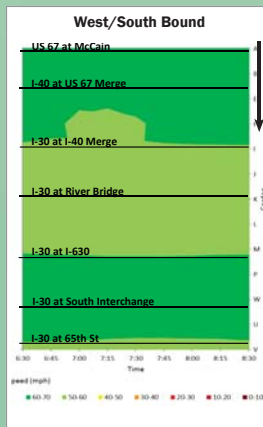 West/South Bound
US 67 at McCain
I-40 at US 67 Merge
I-30 at I-40 Merge
I-30 at River Bridge
I-30 at I-630
I-30 at South Interchange
I-30 at 65th St
6:30 6:45 7:00 7:15 7:30 7:45 8:00 8:15 8:30
Time
peed (mph)
60-70 50-60 40-50 30-40 20-30 10-20 0-10